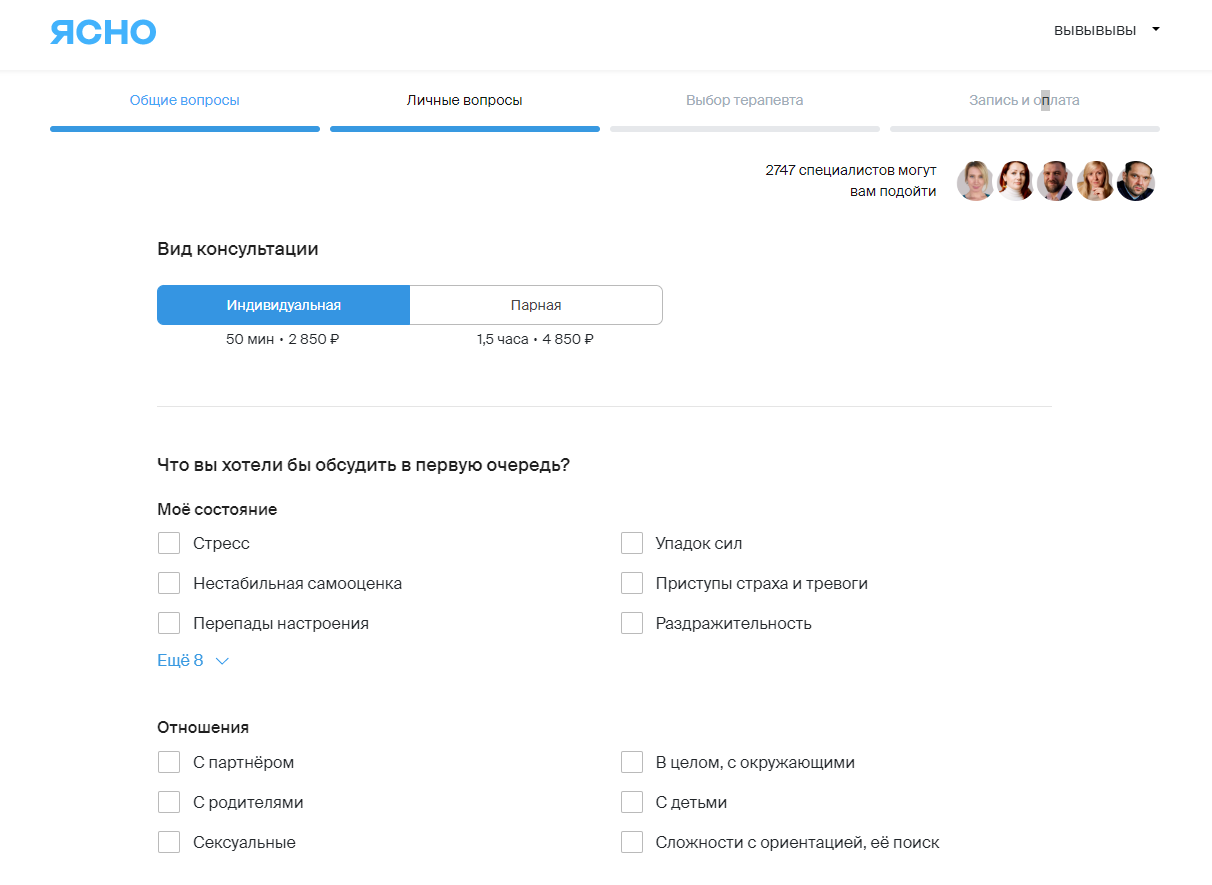 ЯСНО
вывывывы
Общие вопросы
Личные вопросы
Выбор терапевта
Запись и оплата
2747 специалистов могут
вам подойти
Вид консультации
Индивидуальная
Парная
50 мин • 2 850 ₽
1,5 часа • 4 850 ₽
Что вы хотели бы обсудить в первую очередь?
Моё состояние
Стресс
Упадок сил
Нестабильная самооценка
Приступы страха и тревоги
Перепады настроения
Раздражительность
Ещё 8
Отношения
С партнёром
В целом, с окружающими
С родителями
С детьми
Сексуальные
Сложности с ориентацией, её поиск